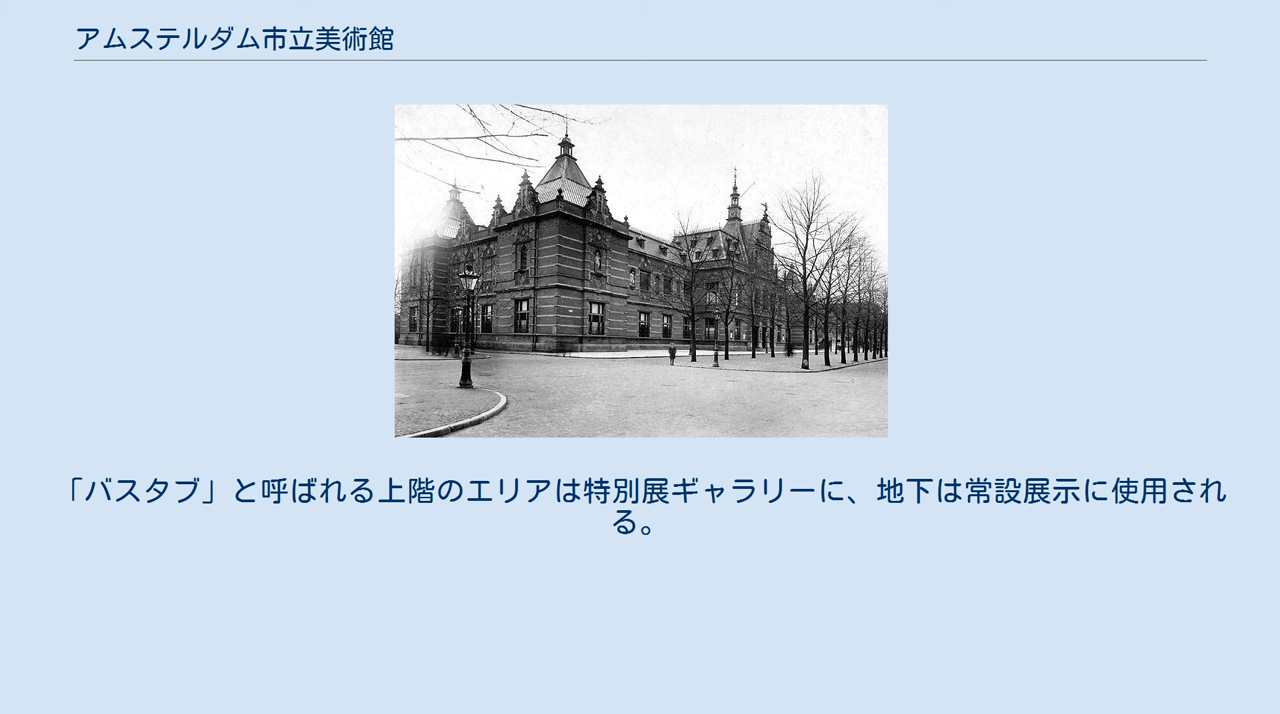 アムステルダム市立美術館
「バスタブ」と呼ばれる上階のエリアは特別展ギャラリーに、地下は常設展示に使用され
る。